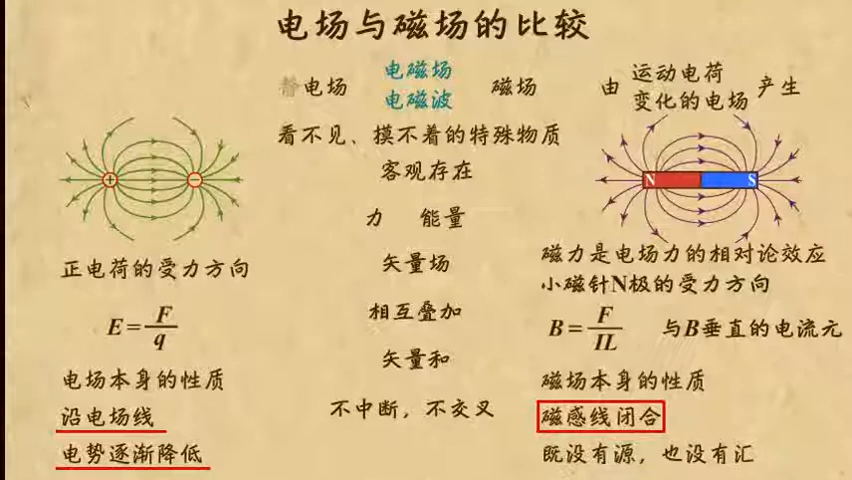 电场与磁场的比较
静电场
电磁场
电磁波
磁场
由
运动电荷
变化的电场
产生
看不见、摸不着的特殊物质
客观存在
+
−
N
S
力 能量
正电荷的受力方向
矢量场
磁力是电场力的相对论效应
小磁针N极的受力方向
E=F/q
相互叠加
B=F/IL
与B垂直的电流元
矢量和
电场本身的性质
磁场本身的性质
不中断，不交叉
沿电场线
磁感线闭合
电势逐渐降低
既没有源，也没有汇